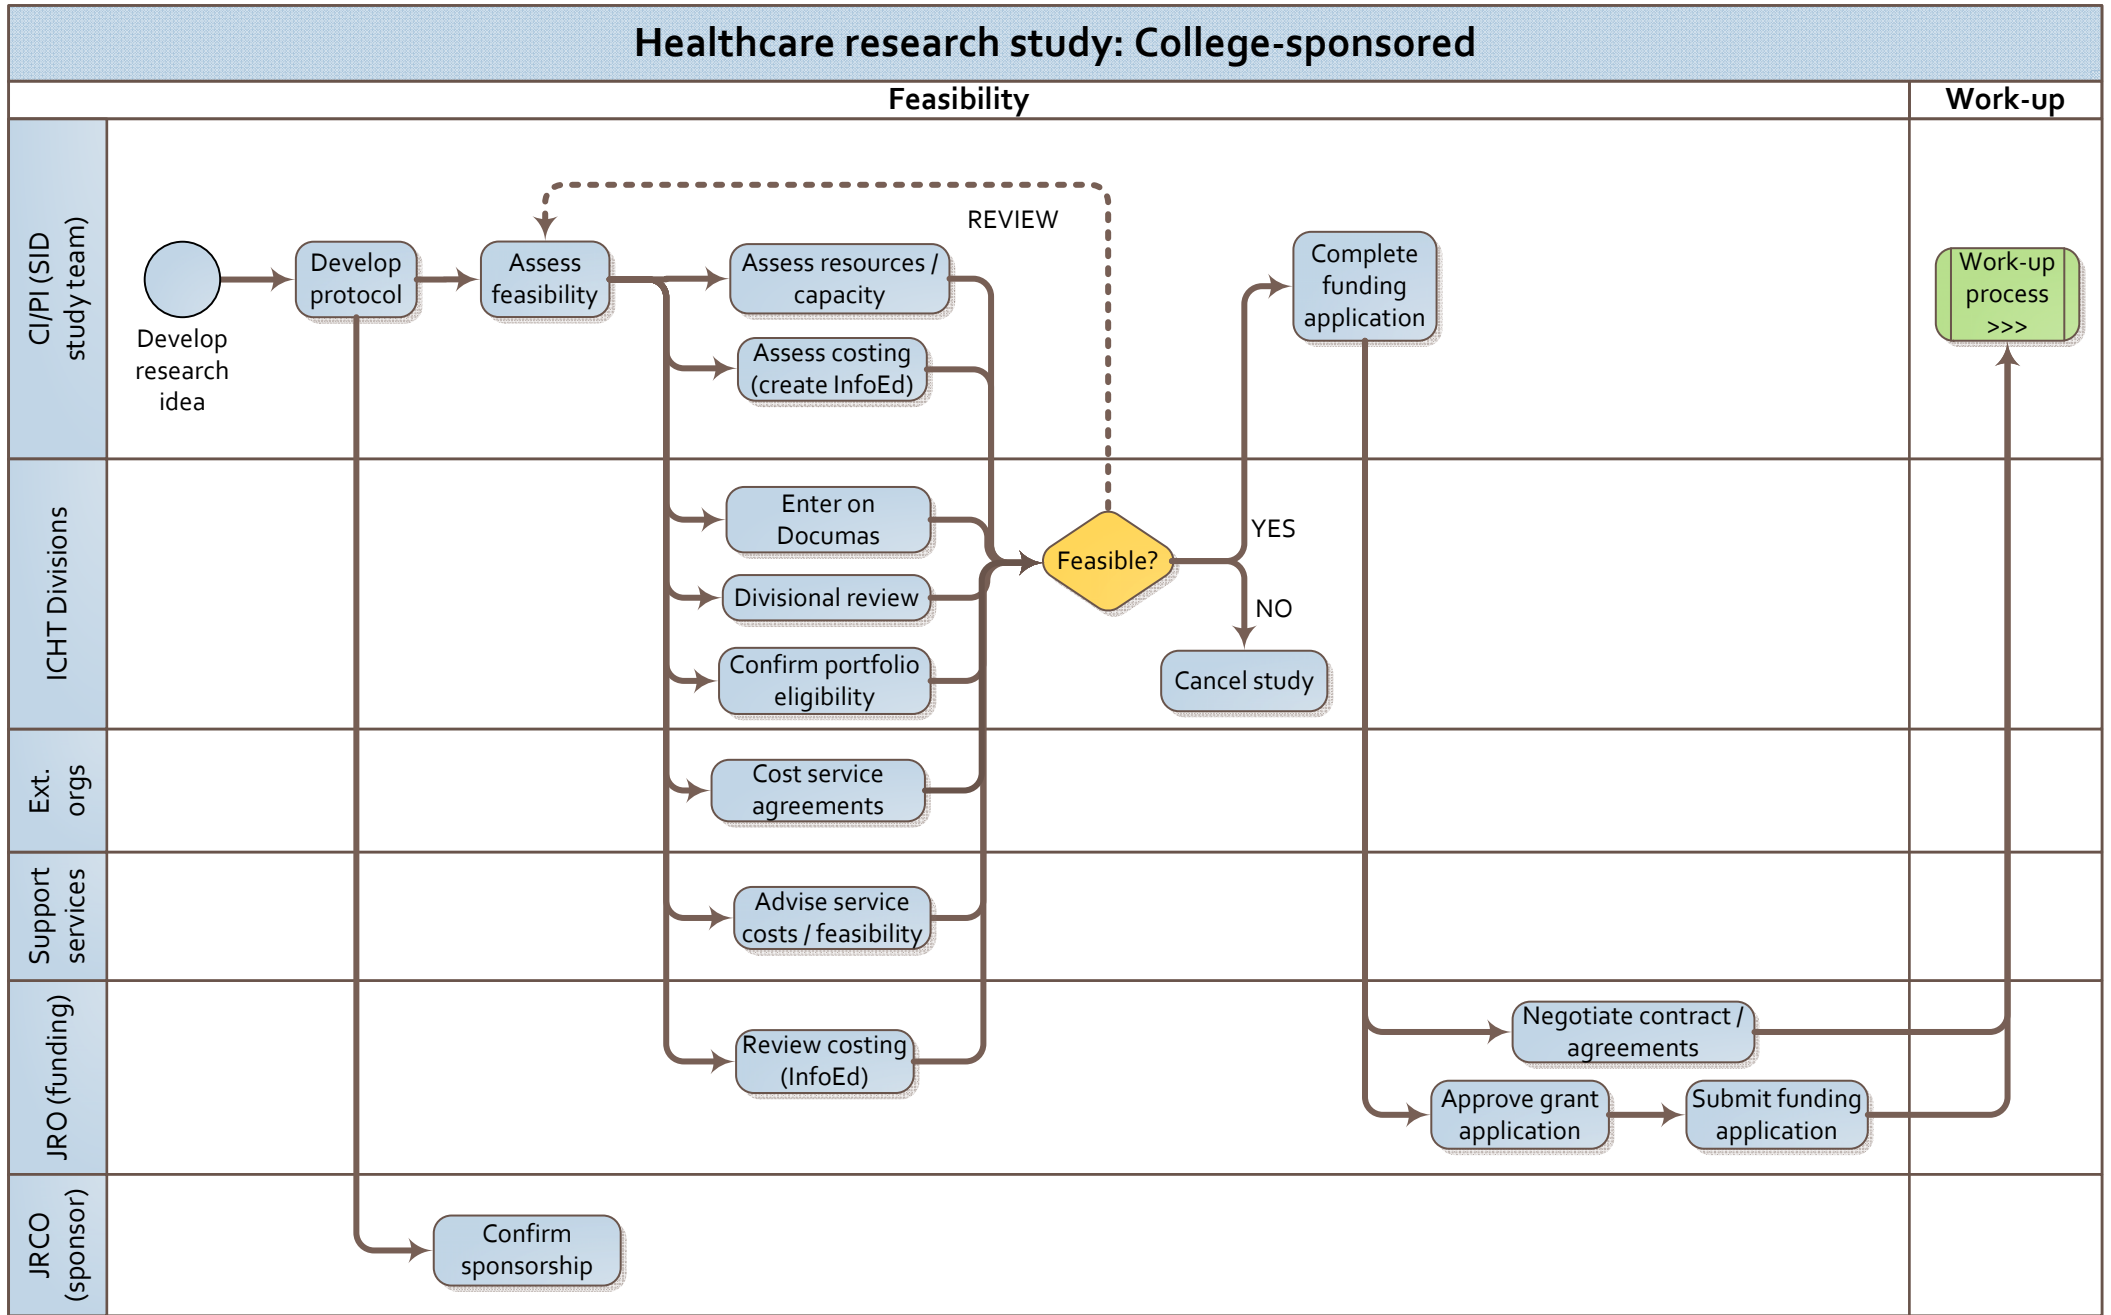 Healthcare research study: College-sponsored
Feasibility
Work-up
CI/PI (SID
study team)
Develop
research
idea
Develop
protocol
Assess
feasibility
Assess resources /
capacity
Assess costing
(create InfoEd)
REVIEW
Complete
funding
application
Work-up
process
>>>
ICHT Divisions
Enter on
Documas
Divisional review
Confirm portfolio
eligibility
Feasible?
YES
NO
Cancel study
Ext.
orgs
Cost service
agreements
Support
services
Advise service
costs / feasibility
JRO (funding)
Review costing
(InfoEd)
Negotiate contract /
agreements
Approve grant
application
Submit funding
application
JRCO
(sponsor)
Confirm
sponsorship